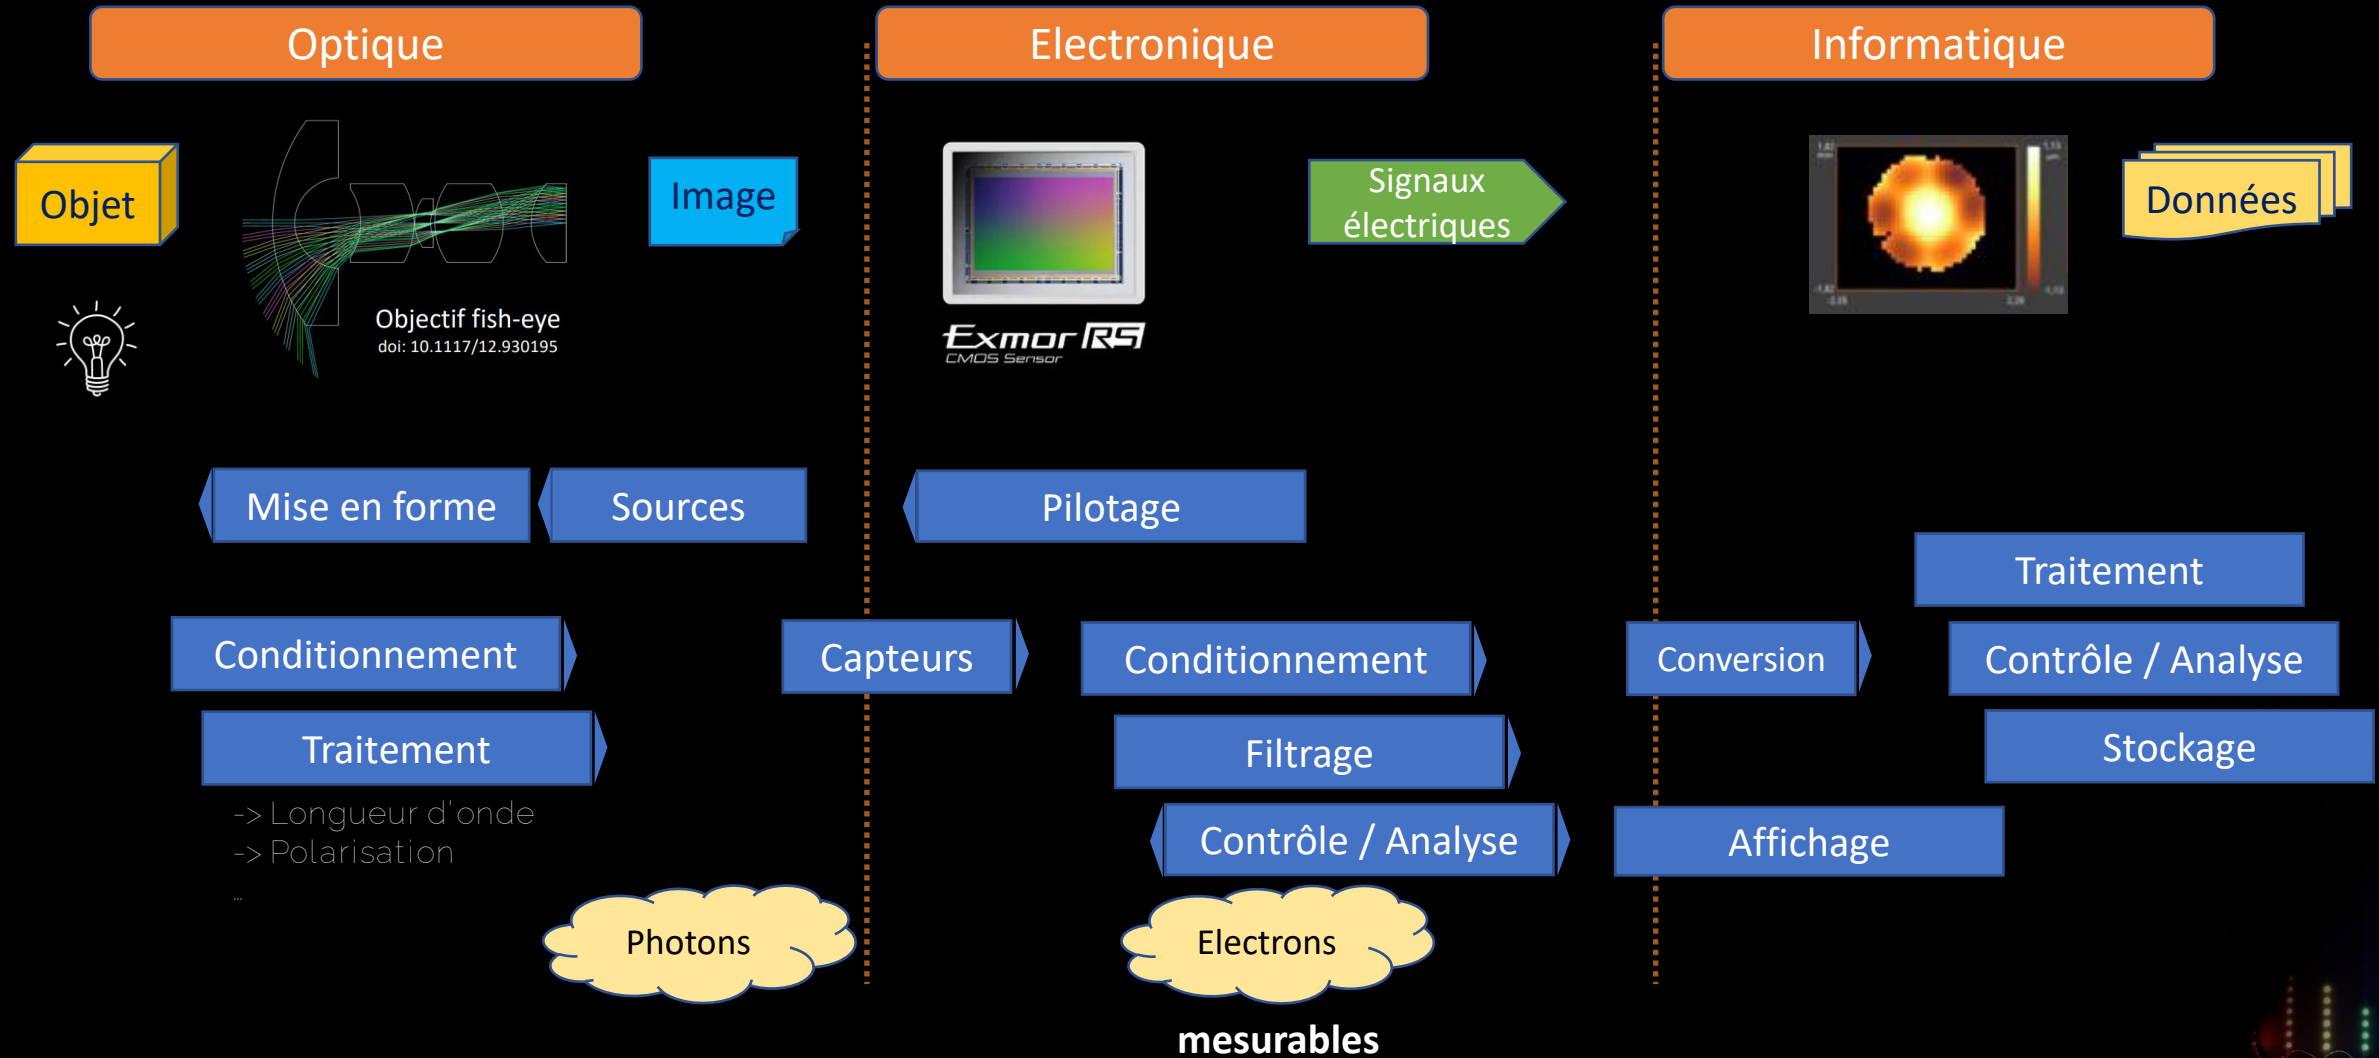 Optique
Electronique
Informatique
Objet
Image
Signaux
électriques
Données
Objectif fish-eye
doi: 10.1117/12.930195
Exmor RS
CMOS Sensor
Mise en forme
Sources
Pilotage
Traitement
Conditionnement
Capteurs
Conditionnement
Conversion
Contrôle / Analyse
Traitement
Filtrage
Stockage
-> Longueur d'onde
-> Polarisation
...
Contrôle / Analyse
Affichage
Photons
Electrons
mesurables